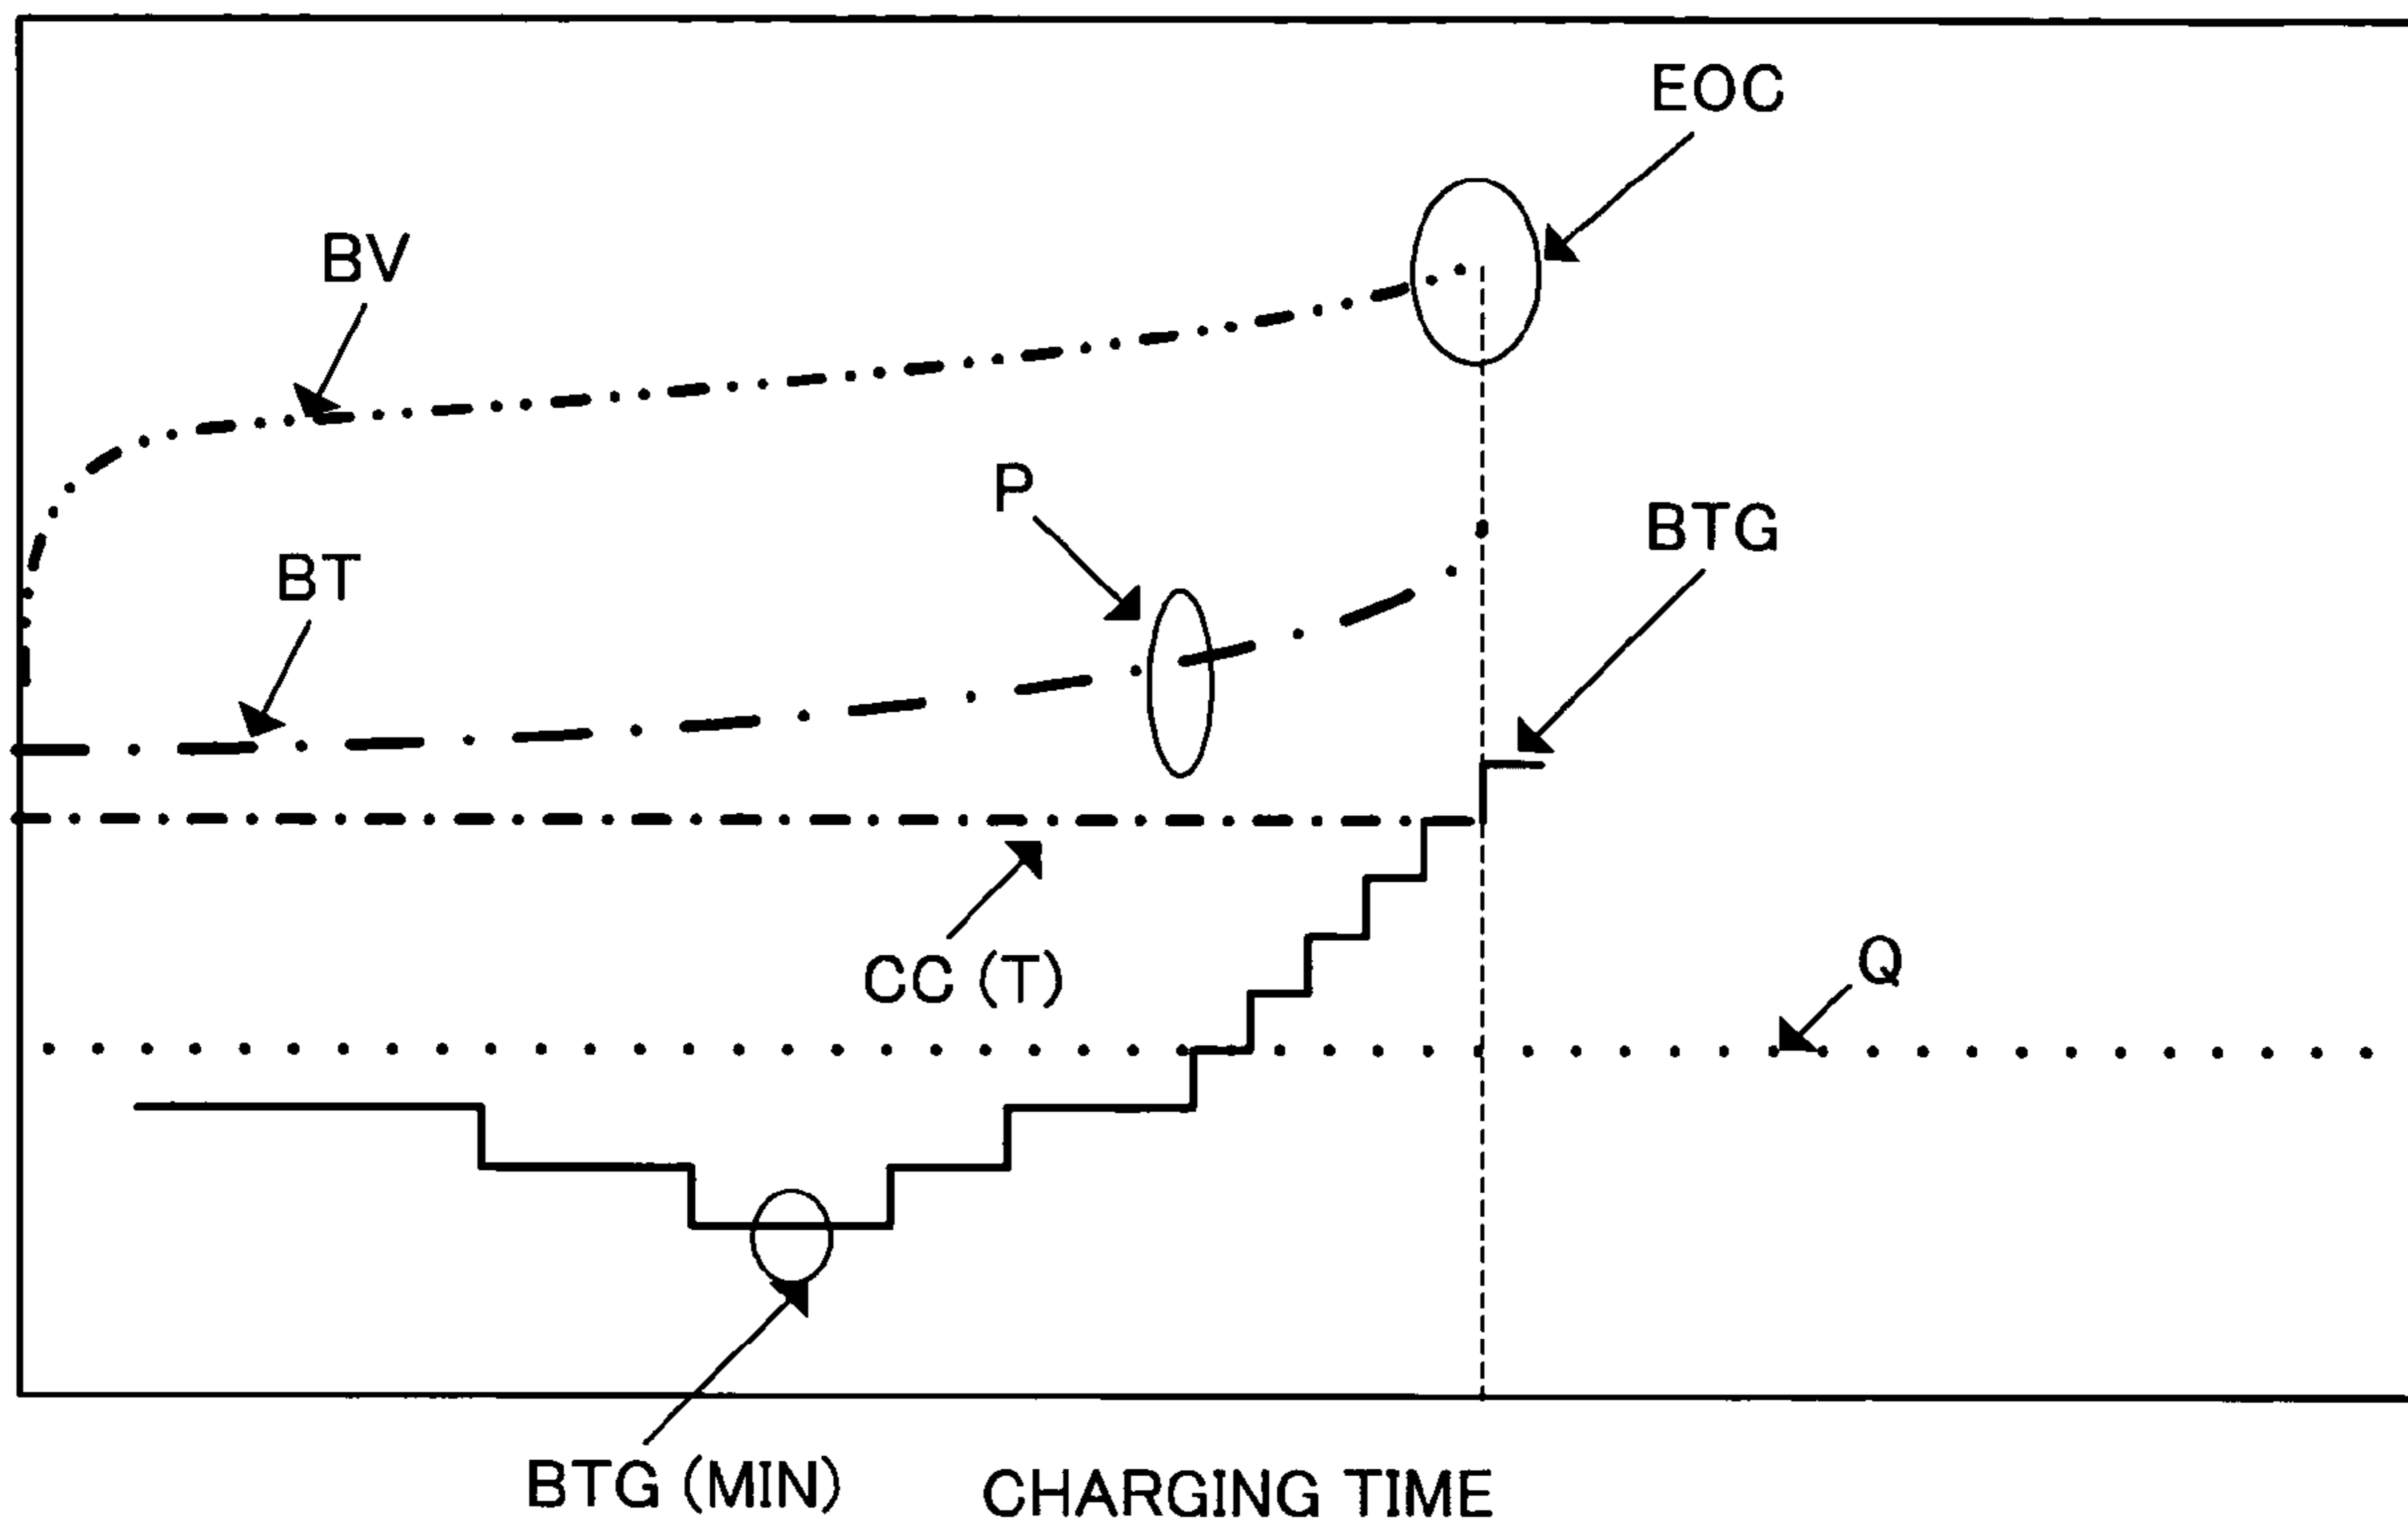 EOC
BV
P
BTG
BT
Q
CC (T)
BTG (MIN)
CHARGING TIME